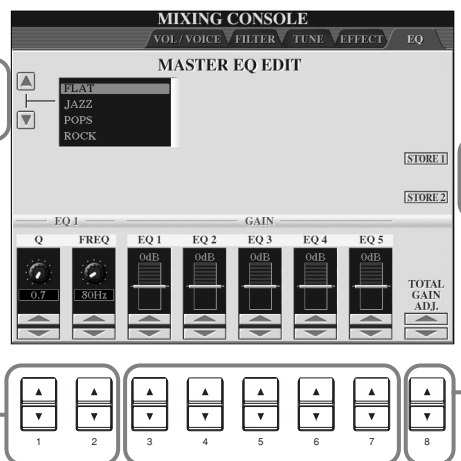 MIXING CONSOLE
VOL / VOICE FILTER TUNE EFFECT EQ
MASTER EQ EDIT
FLAT
JAZZ
POPS
ROCK
STORE 1
STORE 2
EQ 1 GAIN
Q FREQ EQ 1 EQ 2 EQ 3 EQ 4 EQ 5
0dB 0dB 0dB 0dB 0dB
0.7 80Hz
TOTAL
GAIN
ADJ.
1 2 3 4 5 6 7 8